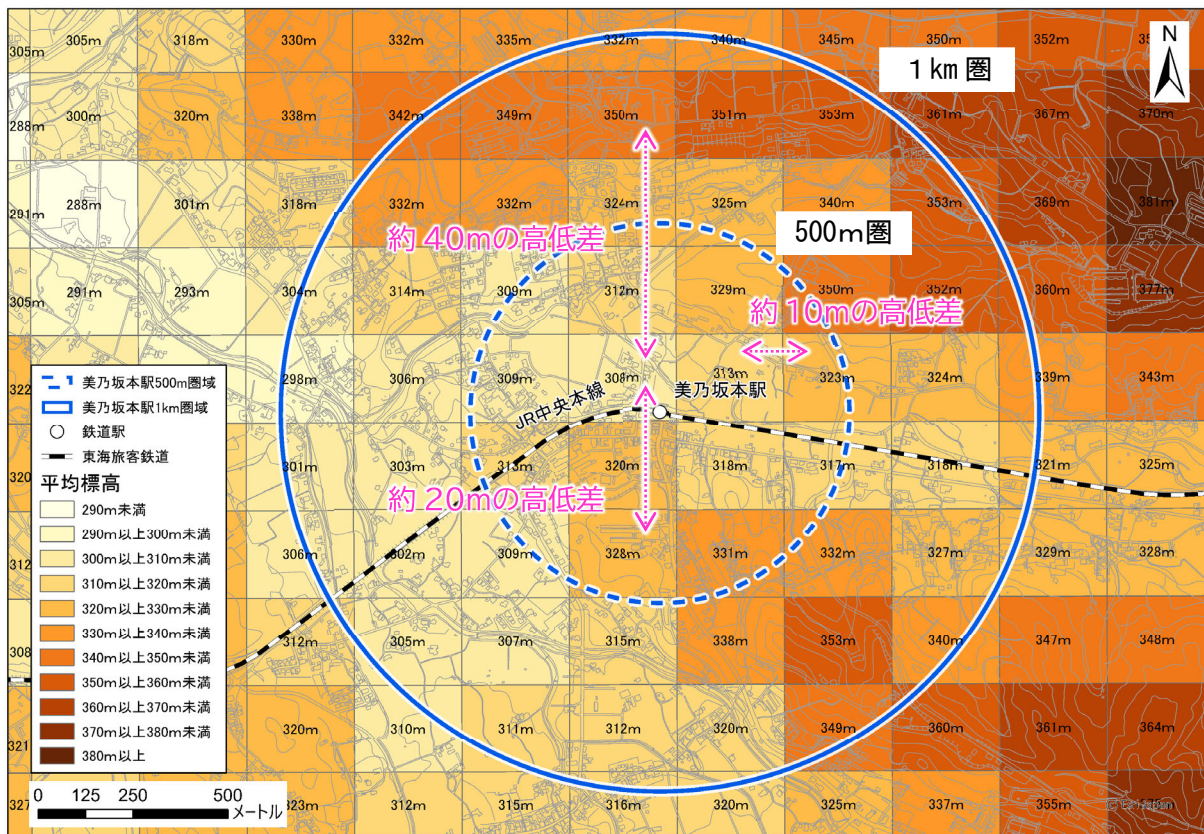 305m 318m 330m 332m 335m 332m 340m 345m 350m 352m
305m
1km圏
N
288m 300m 320m 338m 342m 349m 350m 351m 353m 361m 367m 370m
291m 288m 301m 318m 332m 332m 324m 325m 340m 353m 369m 381m
500m圏
約40mの高低差
305m 291m 293m 304m 314m 309m 312m 329m 350m 352m 360m 377m
約10mの高低差
322 298m 306m 309m 308m 313m 323m 324m 339m 343m
JR中央本線
美乃坂本駅
320 301m 303m 313m 320m 318m 317m 318m 321m 325m
約20mの高低差
312 306m 302m 309m 328m 331m 332m 327m 329m 328m
308 312m 305m 307m 315m 338m 353m 340m 347m 348m
321 320m 310m 311m 312m 320m 349m 360m 361m 364m
327 323m 312m 315m 316m 320m 325m 337m 355m
美乃坂本駅500m圏域
美乃坂本駅1km圏域
鉄道駅
東海旅客鉄道
平均標高
290m未満
290m以上300m未満
300m以上310m未満
310m以上320m未満
320m以上330m未満
330m以上340m未満
340m以上350m未満
350m以上360m未満
360m以上370m未満
370m以上380m未満
380m以上
0 125 250 500
メートル